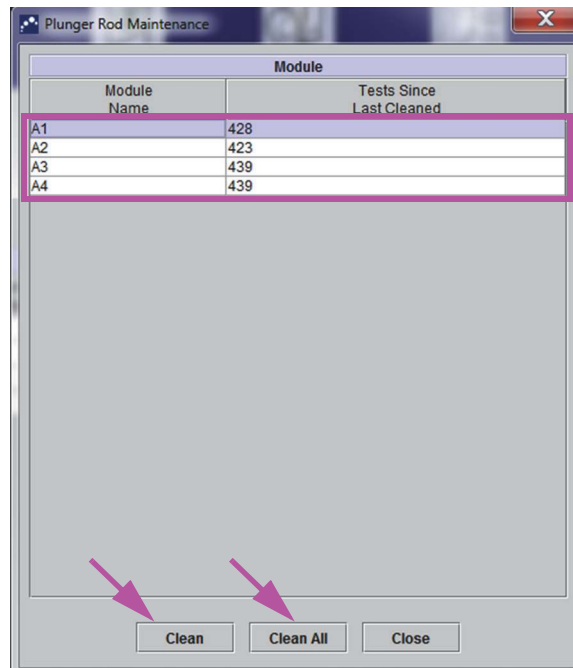 Plunger Rod Maintenance
X
Module
Module Name
Tests Since Last Cleaned
A1 428
A2 423
A3 439
A4 439
Clean Clean All Close